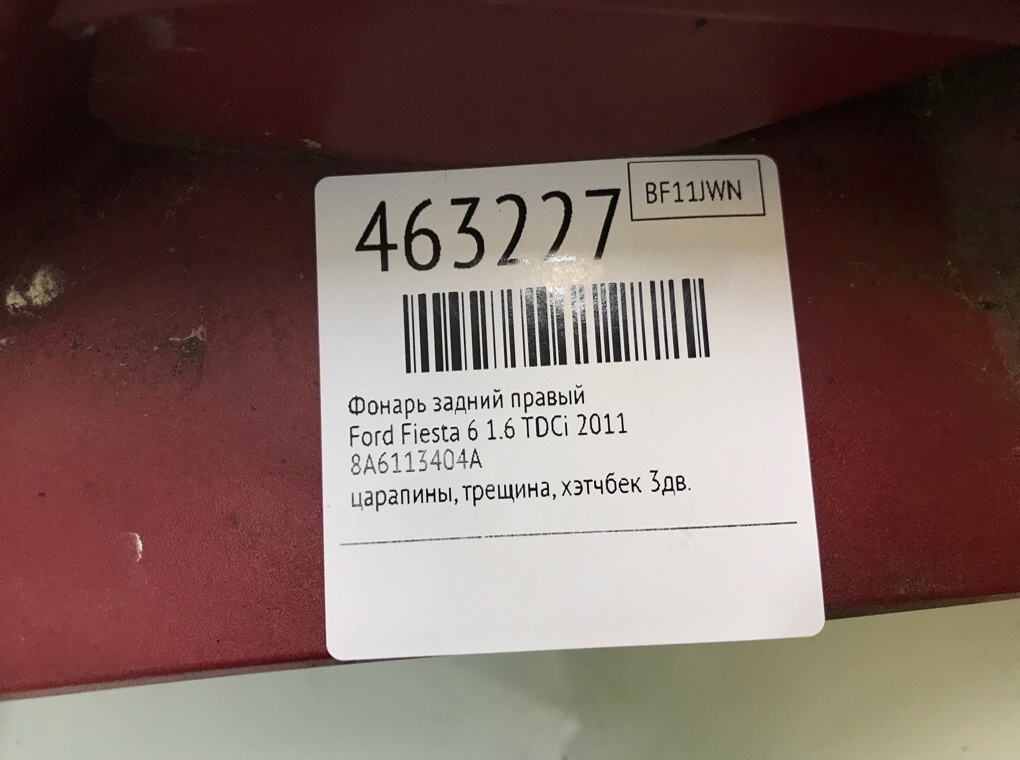 463227
BF11JWN
Фонарь задний правый
Ford Fiesta 6 1.6 TDCi 2011
8A6113404A
царапины, трещина, хэтчбек 3дв.